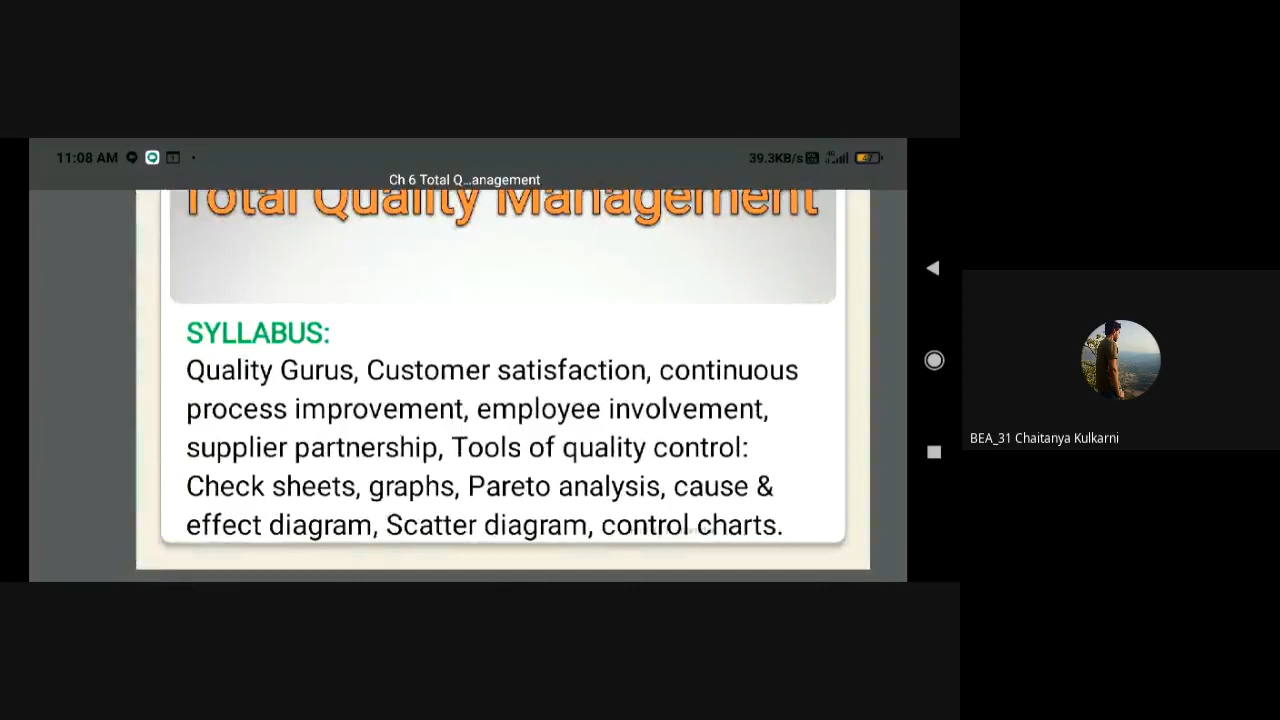 11:08 AM
39.3KB/s
4G
47
Ch 6 Total Q...anagement
Total Quality Management
SYLLABUS:
Quality Gurus, Customer satisfaction, continuous
process improvement, employee involvement,
supplier partnership, Tools of quality control:
Check sheets, graphs, Pareto analysis, cause &
effect diagram, Scatter diagram, control charts.
BEA_31 Chaitanya Kulkarni